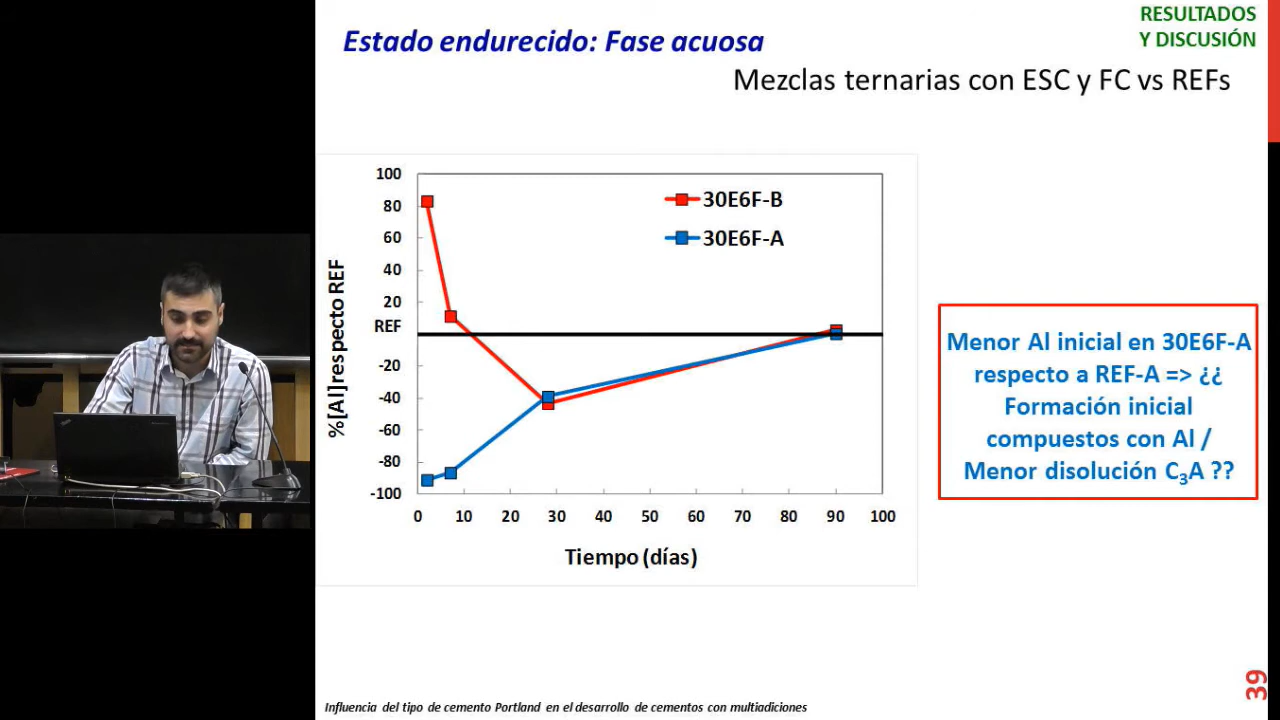 RESULTADOS
Y DISCUSIÓN
Estado endurecido: Fase acuosa
Mezclas ternarias con ESC y FC vs REFs
%[Al]respecto REF
100
80
60
40
20
REF
-20
-40
-60
-80
-100
30E6F-B
30E6F-A
0 10 20 30 40 50 60 70 80 90 100
Tiempo (días)
Menor Al inicial en 30E6F-A
respecto a REF-A => ¿¿
Formación inicial
compuestos con Al /
Menor disolución C₃A ??
Influencia del tipo de cemento Portland en el desarrollo de cementos con multiadiciones
39